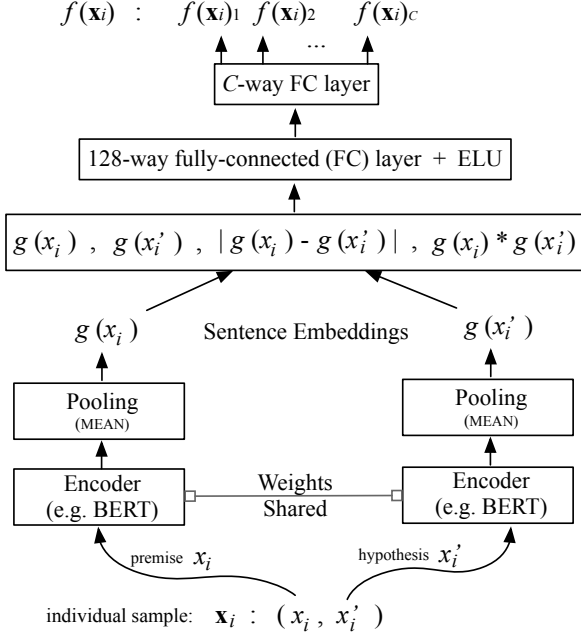 f(𝐱i) : f(𝐱i)1 f(𝐱i)2 ... f(𝐱i)C
C-way FC layer
128-way fully-connected (FC) layer + ELU
g(xi) , g(xi′) , |g(xi) - g(xi′)| , g(xi) * g(xi′)
g(xi) Sentence Embeddings g(xi′)
Pooling
(MEAN)
Pooling
(MEAN)
Encoder
(e.g. BERT)
Weights
Shared
Encoder
(e.g. BERT)
premise xi
hypothesis xi′
individual sample: 𝐱i : (xi , xi′)